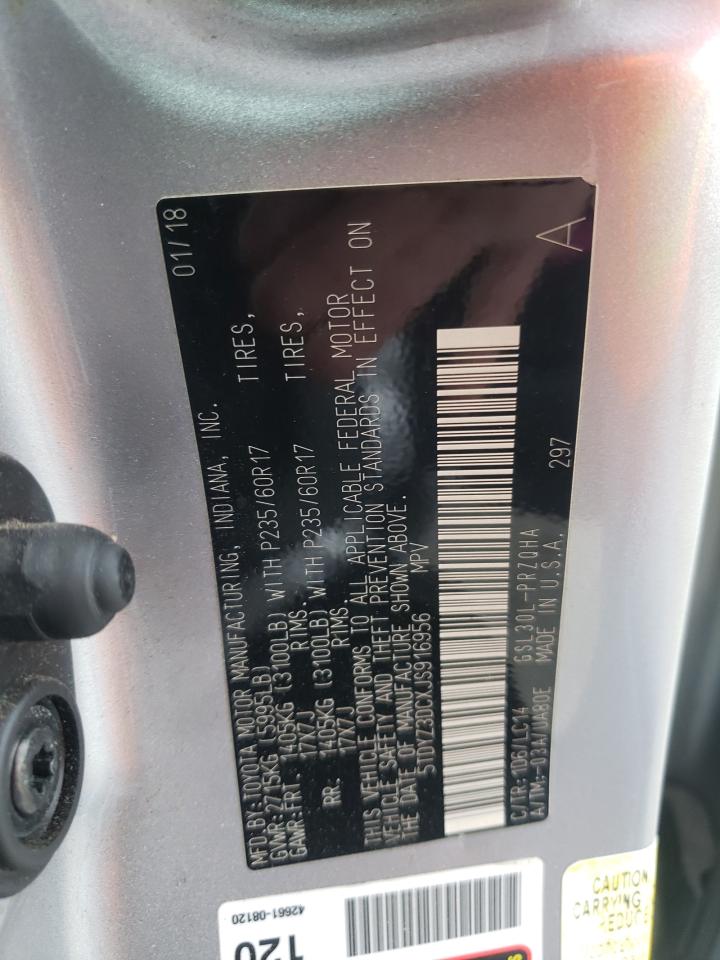 MFD BY: TOYOTA MOTOR MANUFACTURING, INDIANA, INC. 01/18
GVWR: 2715KG (5995LB)
GAWR: FRT. 1405KG (3100LB) WITH P235/60R17 TIRES,
17X7J RIMS.
RR. 1405KG (3100LB) WITH P235/60R17 TIRES,
17X7J RIMS
THIS VEHICLE CONFORMS TO ALL APPLICABLE FEDERAL MOTOR
VEHICLE SAFETY AND THEFT PREVENTION STANDARDS IN EFFECT ON
THE DATE OF MANUFACTURE SHOWN ABOVE.
5TDYZ3DCXJS916956 MPV
C/TR: 1D6/LC14 GSL30L-PRZQHA 297
A/TM: -03A/UA80E MADE IN U.S.A. A
42661-08120
120
CAUTION
CARRYING
REDUCE